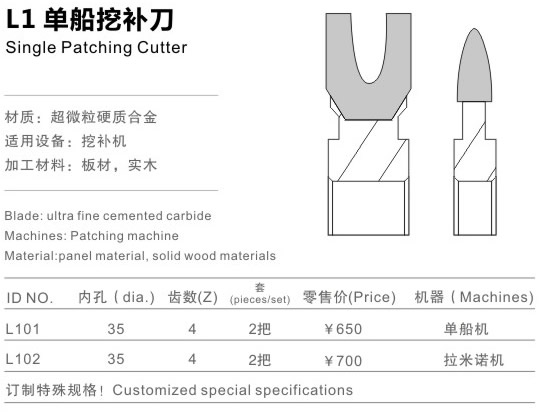 L1 单船挖补刀
Single Patching Cutter
材质：超微粒硬质合金
适用设备：挖补机
加工材料：板材，实木
Blade: ultra fine cemented carbide
Machines: Patching machine
Material:panel material, solid wood materials
ID NO. 内孔（dia.） 齿数(Z) 套(pieces/set) 零售价(Price) 机器（Machines）
L101 35 4 2把 ￥650 单船机
L102 35 4 2把 ￥700 拉米诺机
订制特殊规格！Customized special specifications